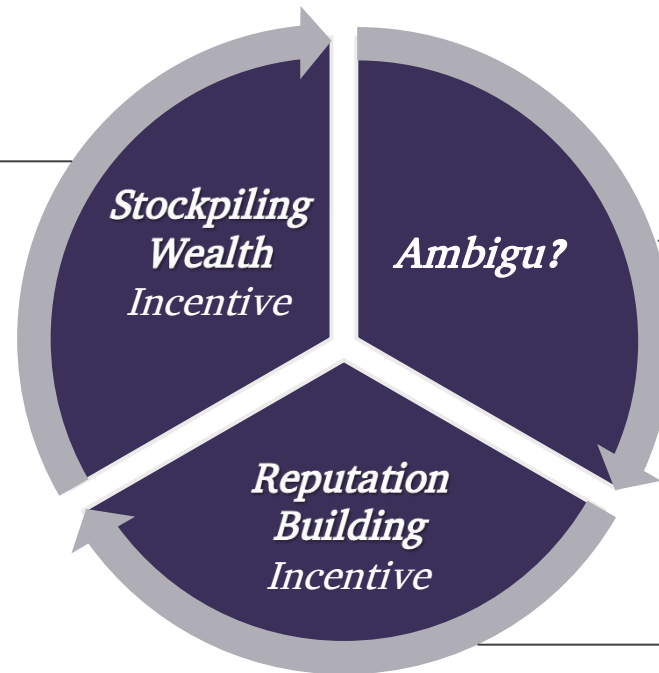 Stockpiling
Wealth
Incentive
Ambigu?
Reputation
Building
Incentive